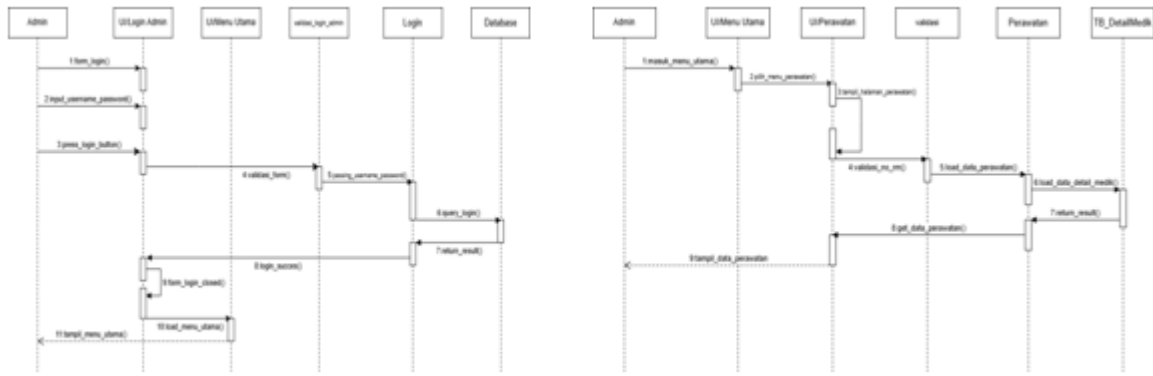 Admin
UI/Login Admin
UI/Menu Utama
validasi_login_admin
Login
Database
1 form_login()
2 input_username_password()
3 press_login_button()
4 validasi_form()
5 passing_username_password()
6 query_login()
7 return_result()
8 login_succes()
9 form_login_closed()
10 load_menu_utama()
11 tampil_menu_utama()
Admin
UI/Menu Utama
UI/Perawatan
validasi
Perawatan
TB_DetailMedik
1 masuk_menu_utama()
2 pilih_menu_perawatan()
3 tampil_halaman_perawatan()
4 validasi_no_rm()
5 load_data_perawatan()
6 load_data_detail_medik()
7 return_result()
8 get_data_perawatan()
9 tampil_data_perawatan